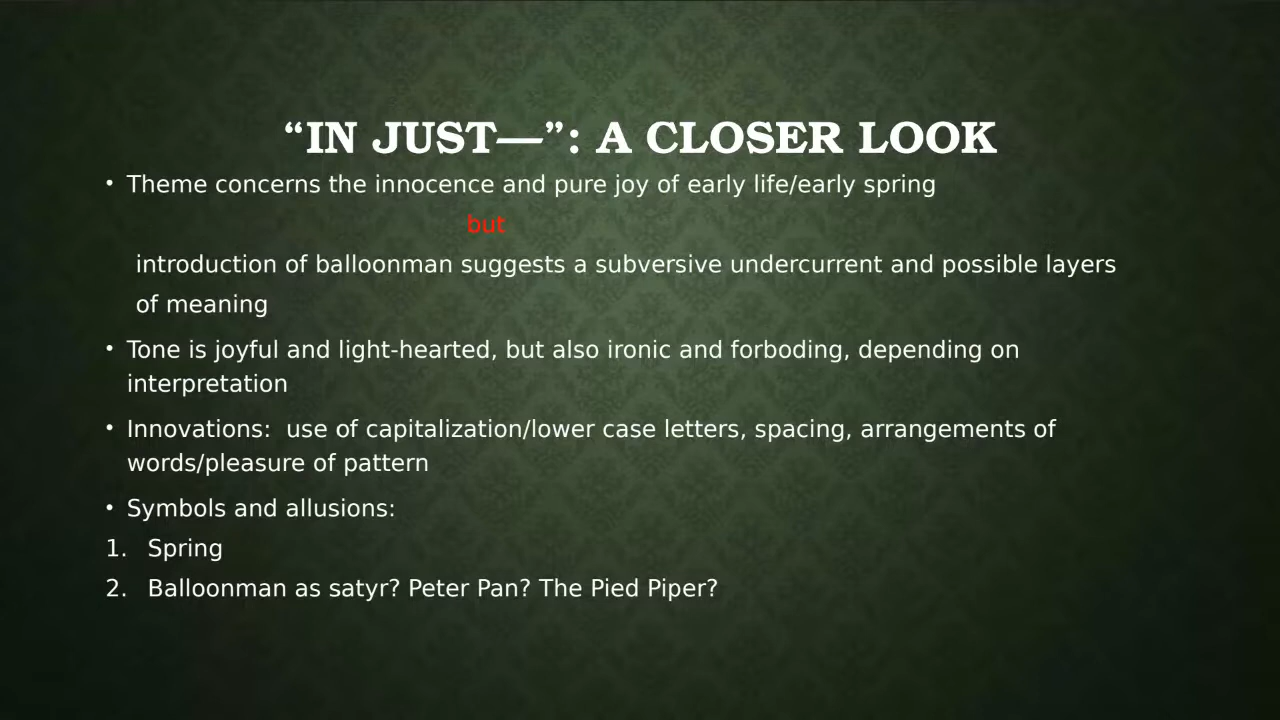 “IN JUST—”: A CLOSER LOOK
• Theme concerns the innocence and pure joy of early life/early spring
but
introduction of balloonman suggests a subversive undercurrent and possible layers
of meaning
• Tone is joyful and light-hearted, but also ironic and forboding, depending on
interpretation
• Innovations:  use of capitalization/lower case letters, spacing, arrangements of
words/pleasure of pattern
• Symbols and allusions:
1. Spring
2. Balloonman as satyr? Peter Pan? The Pied Piper?